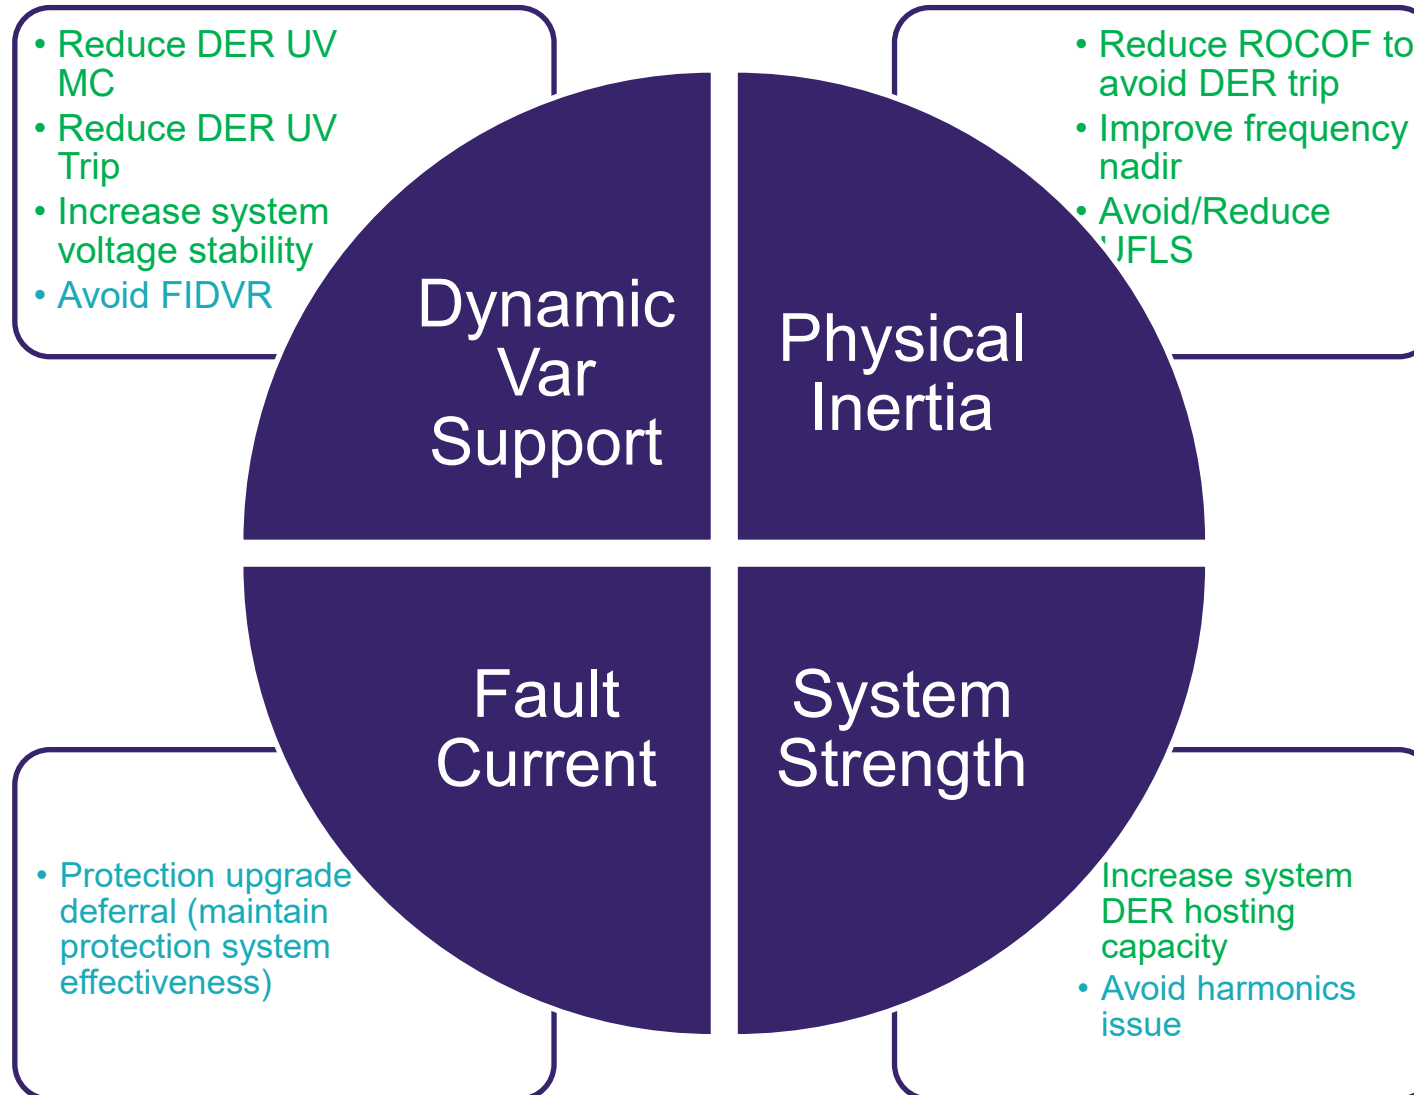 • Reduce DER UV
MC
• Reduce DER UV
Trip
• Increase system
voltage stability
• Avoid FIDVR
• Reduce ROCOF to
avoid DER trip
• Improve frequency
nadir
• Avoid/Reduce
UFLS
Dynamic
Var
Support
Physical
Inertia
Fault
Current
System
Strength
• Protection upgrade
deferral (maintain
protection system
effectiveness)
Increase system
DER hosting
capacity
• Avoid harmonics
issue